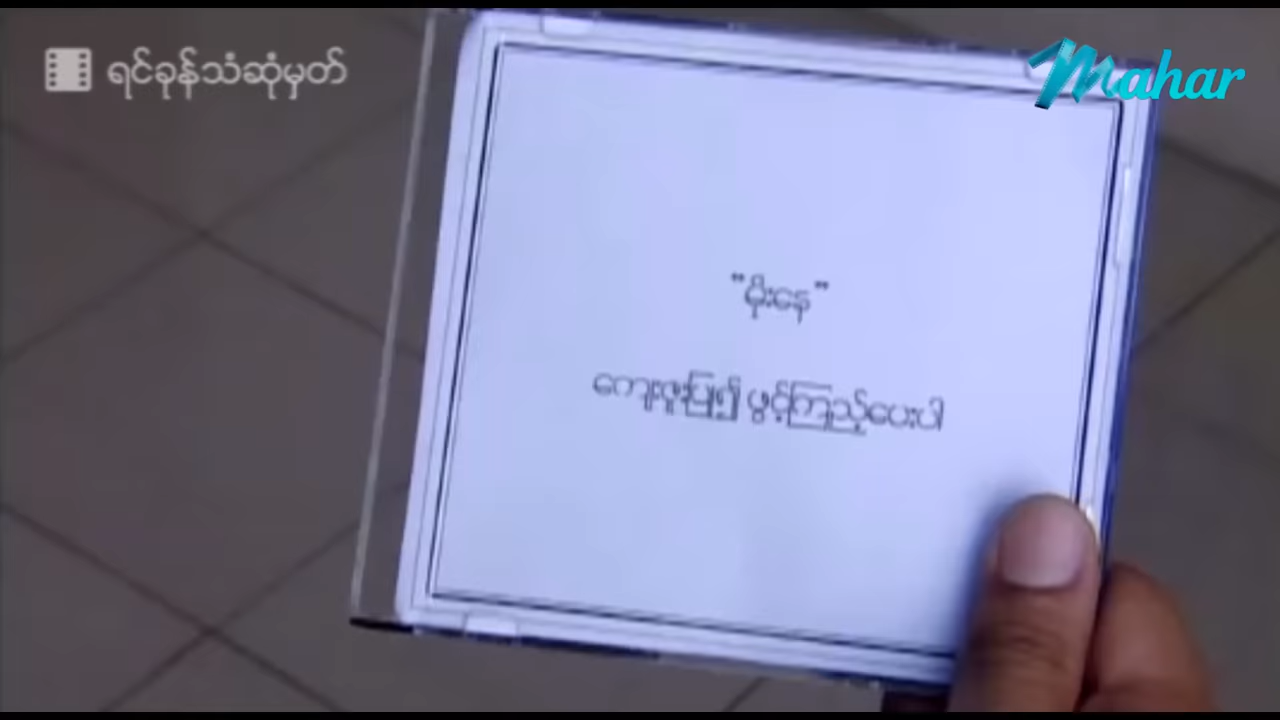 ရင်ခုန်သံဆုံမှတ်
Mahar
"မိုးနေ"
ကျေးဇူးပြု၍ ဖွင့်ကြည့်ပေးပါ